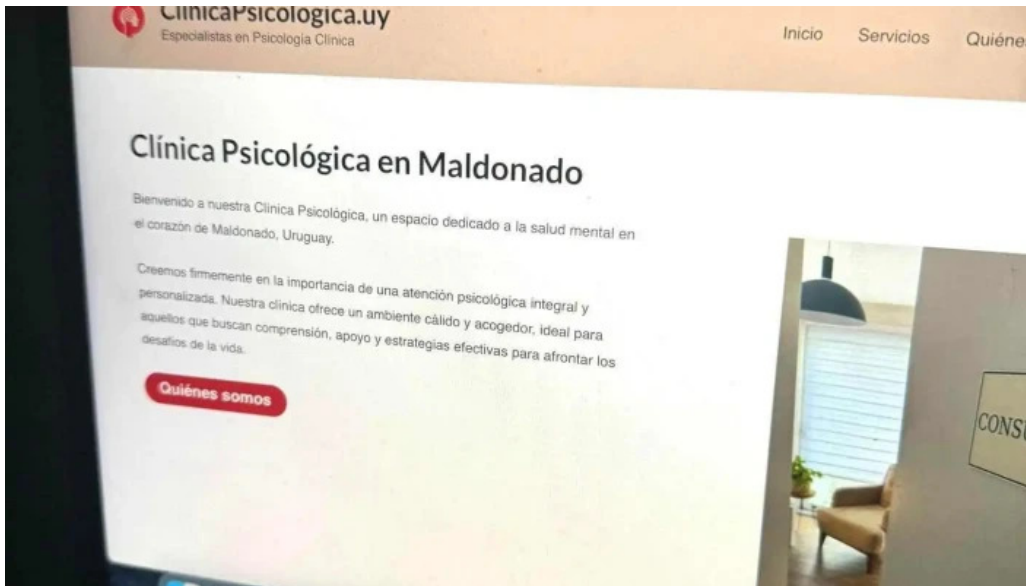 ClinicaPsicologica.uy
Especialistas en Psicología Clínica
Inicio Servicios
Clínica Psicológica en Maldonado
Bienvenido a nuestra Clínica Psicológica, un espacio dedicado a la salud mental en
el corazón de Maldonado, Uruguay.
Creemos firmemente en la importancia de una atención psicológica integral y
personalizada. Nuestra clínica ofrece un ambiente cálido y acogedor, ideal para
aquellos que buscan comprensión, apoyo y estrategias efectivas para afrontar los
desafíos de la vida.
Quiénes somos